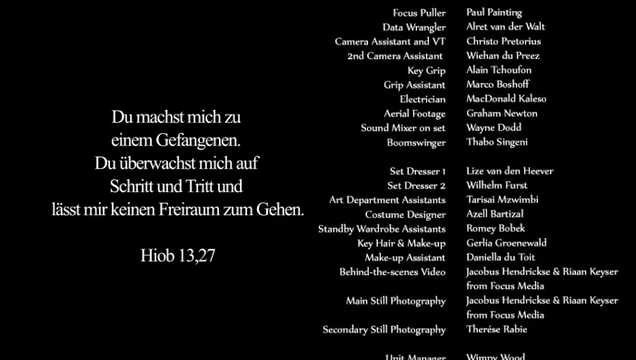 Du machst mich zu
einem Gefangenen.
Du überwachst mich auf
Schritt und Tritt und
lässt mir keinen Freiraum zum Gehen.
Hiob 13,27
Focus Puller Paul Painting
Data Wrangler Alret van der Walt
Camera Assistant and VT Christo Pretorius
2nd Camera Assistant Wiehan du Preez
Key Grip Alain Tchoufon
Grip Assistant Marco Boshoff
Electrician MacDonald Kaleso
Aerial Footage Graham Newton
Sound Mixer on set Wayne Dodd
Boomswinger Thabo Singeni
Set Dresser 1 Lize van den Heever
Set Dresser 2 Wilhelm Furst
Art Department Assistants Tarisai Mzwimbi
Costume Designer Azell Bartizal
Standby Wardrobe Assistants Romey Bobek
Key Hair & Make-up Gerlia Groenewald
Make-up Assistant Daniella du Toit
Behind-the-scenes Video Jacobus Hendrickse & Riaan Keyser
from Focus Media
Main Still Photography Jacobus Hendrickse & Riaan Keyser
from Focus Media
Secondary Still Photography Therése Rabie
Unit Manager Wimpy Wood